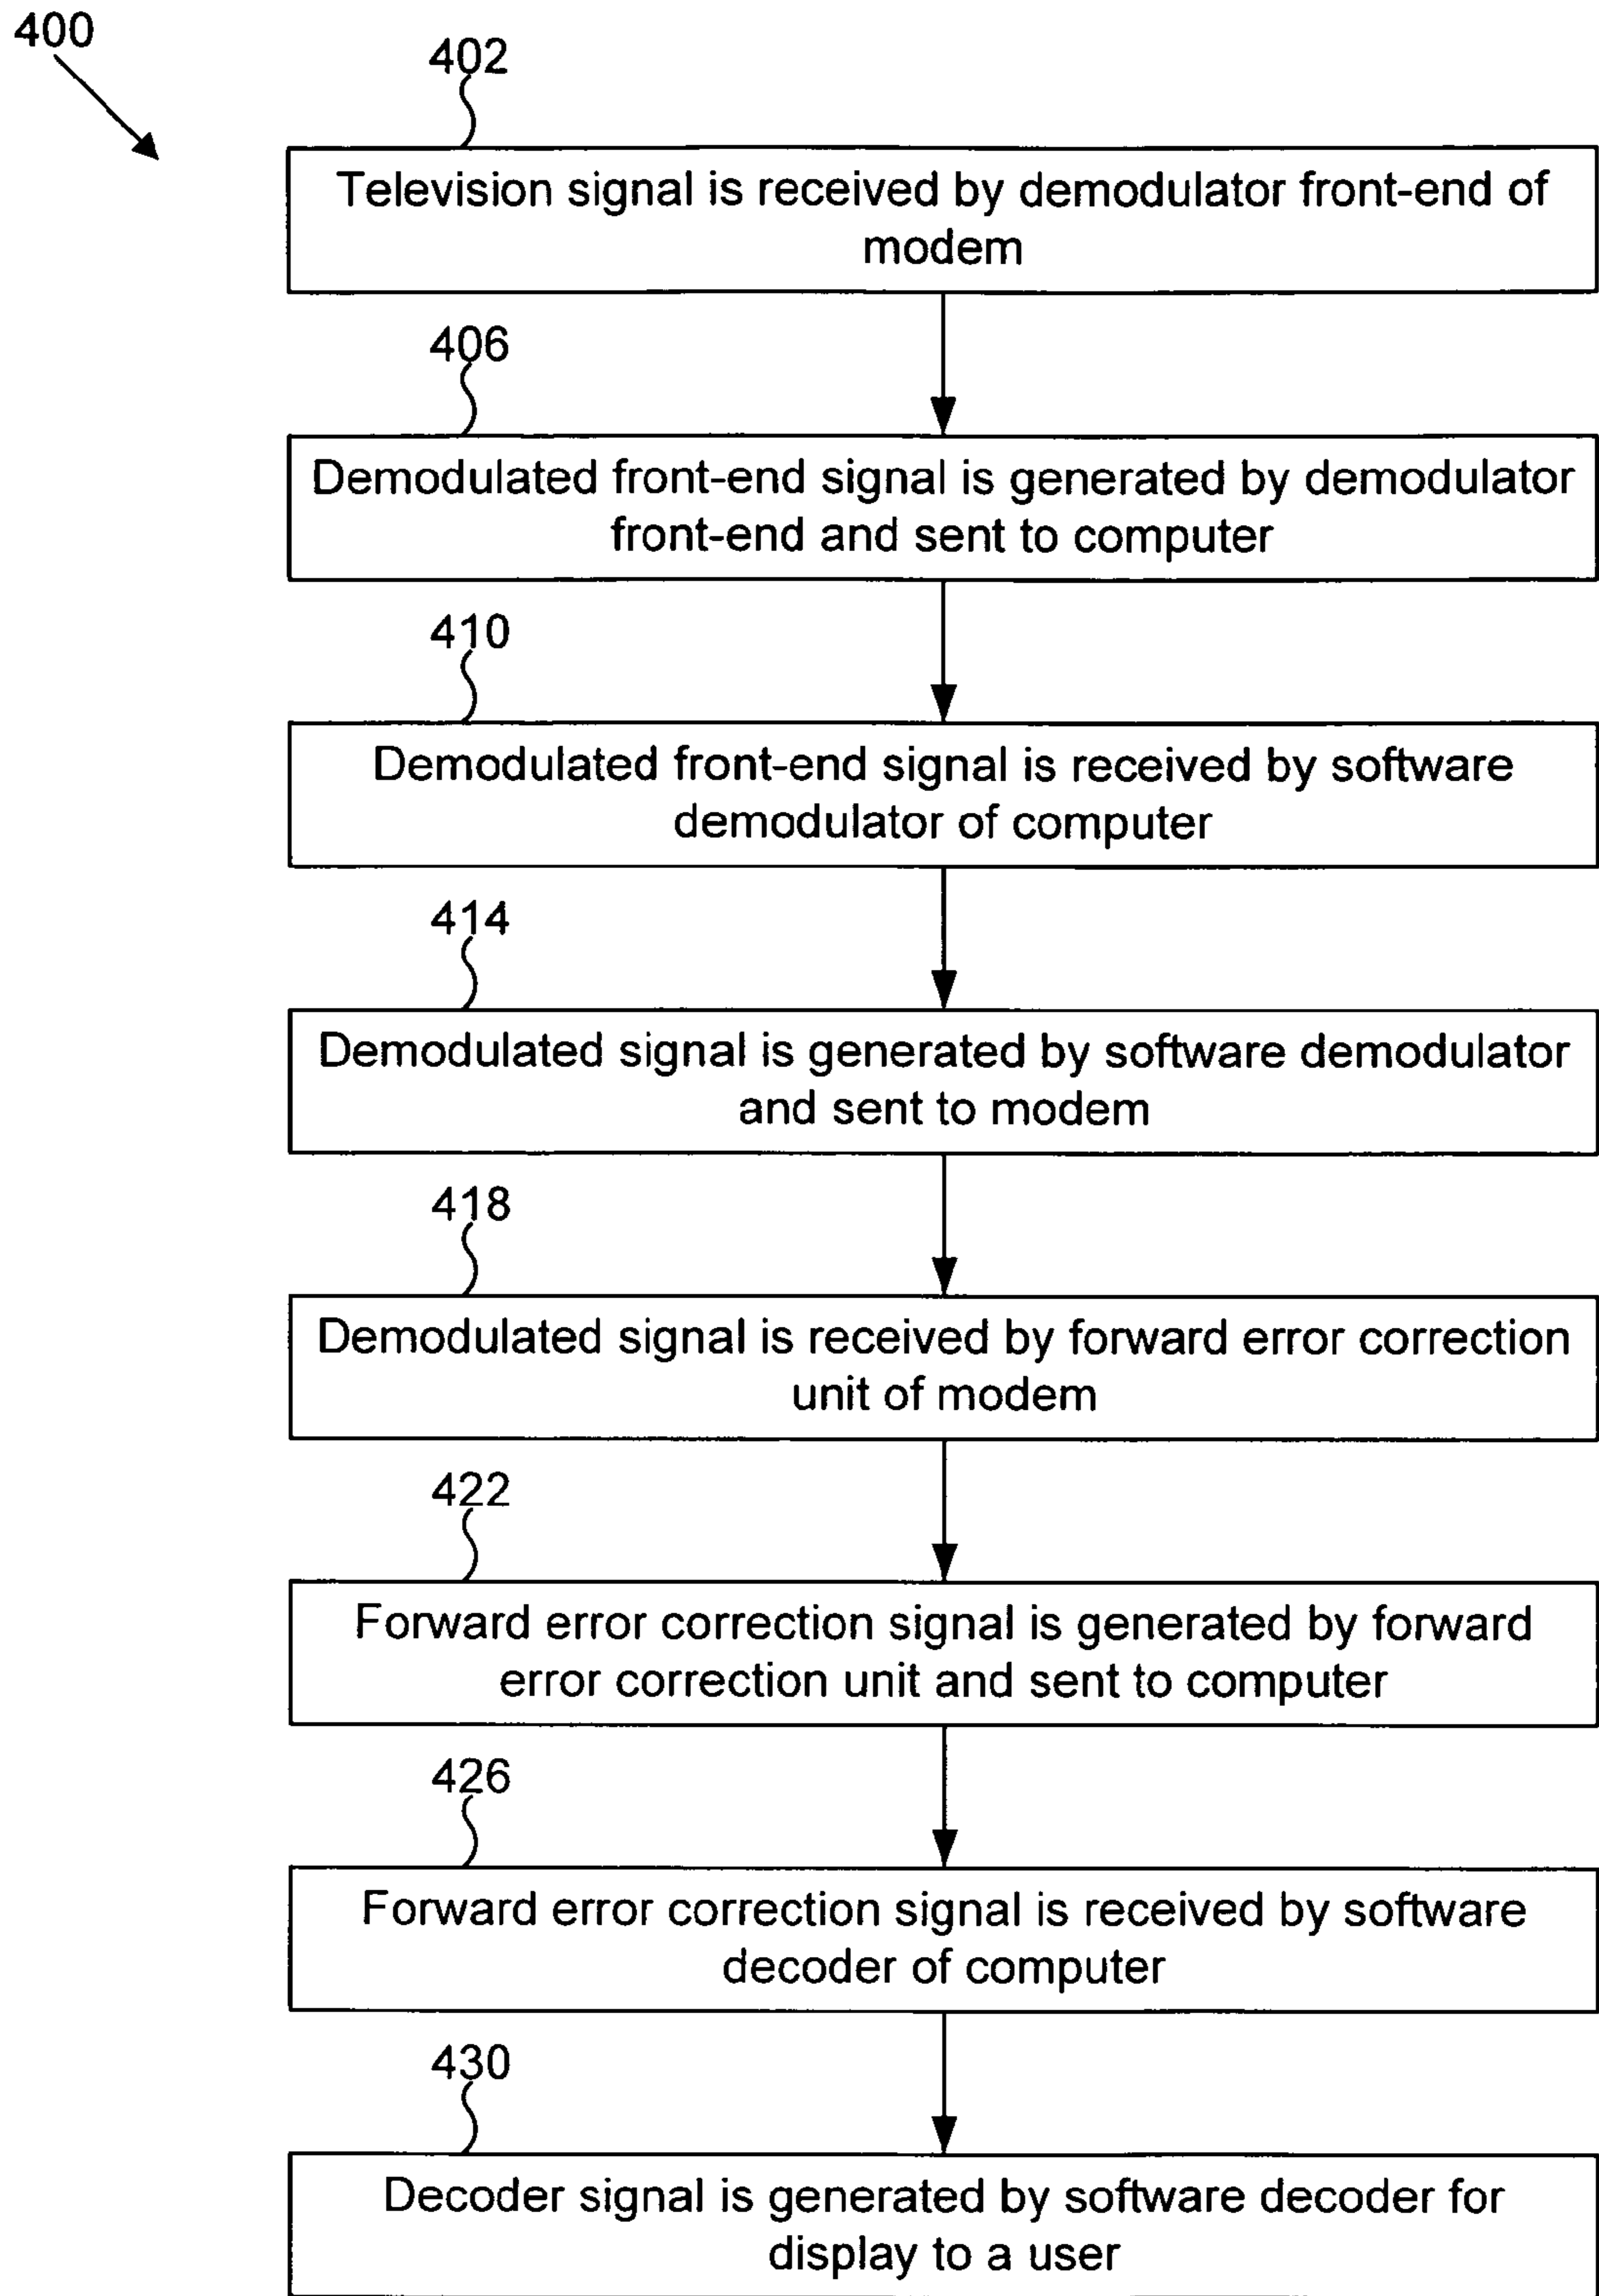 400
402
Television signal is received by demodulator front-end of
modem
406
Demodulated front-end signal is generated by demodulator
front-end and sent to computer
410
Demodulated front-end signal is received by software
demodulator of computer
414
Demodulated signal is generated by software demodulator
and sent to modem
418
Demodulated signal is received by forward error correction
unit of modem
422
Forward error correction signal is generated by forward
error correction unit and sent to computer
426
Forward error correction signal is received by software
decoder of computer
430
Decoder signal is generated by software decoder for
display to a user